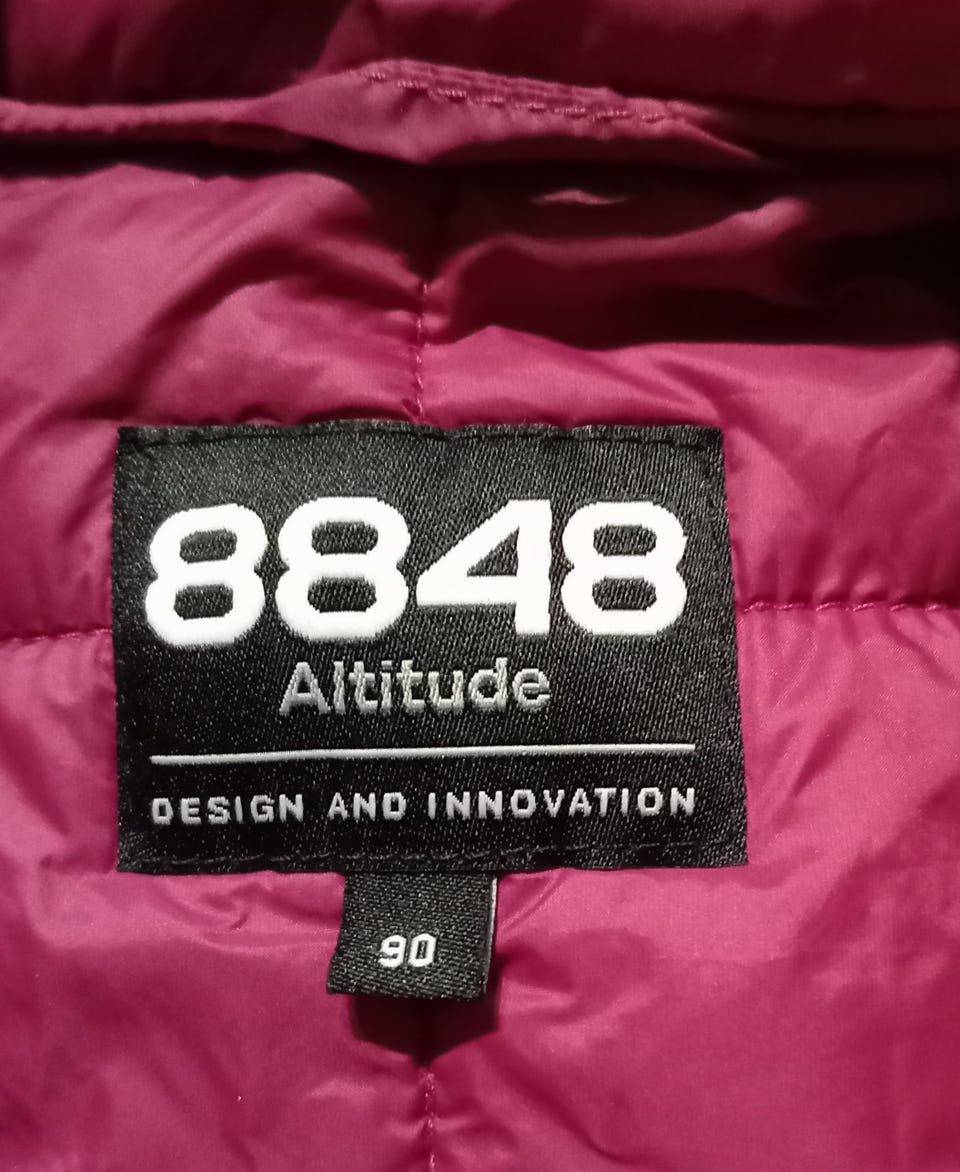 8848
Altitude
DESIGN AND INNOVATION
90